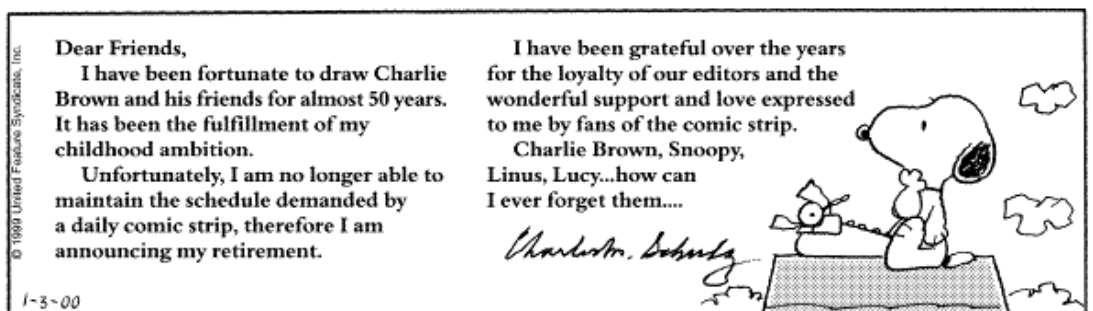 © 1999 United Feature Syndicate, Inc.
Dear Friends,
I have been fortunate to draw Charlie
Brown and his friends for almost 50 years.
It has been the fulfillment of my
childhood ambition.
Unfortunately, I am no longer able to
maintain the schedule demanded by
a daily comic strip, therefore I am
announcing my retirement.
I have been grateful over the years
for the loyalty of our editors and the
wonderful support and love expressed
to me by fans of the comic strip.
Charlie Brown, Snoopy,
Linus, Lucy...how can
I ever forget them....
Charles M. Schulz
1-3-00